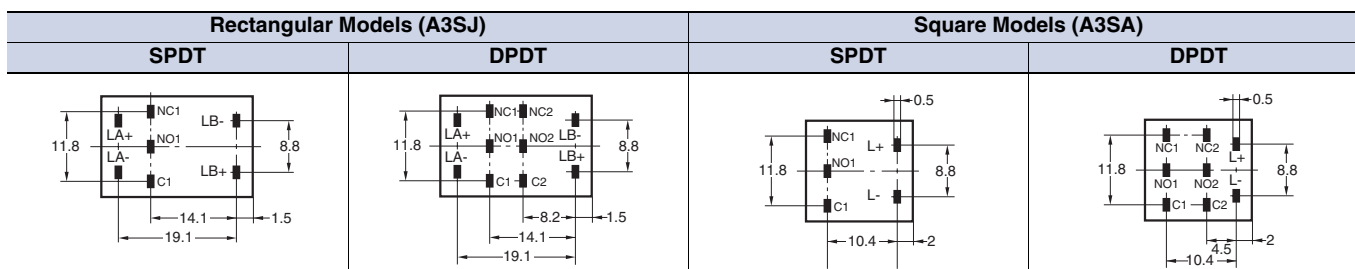 Rectangular Models (A3SJ) Square Models (A3SA)
SPDT DPDT SPDT DPDT
NC1
LA+ LB-
NO1
11.8 8.8
LA- LB+
C1
14.1 1.5
19.1
NC1 NC2
LA+ LB-
NO1 NO2
11.8 8.8
LA- LB+
C1 C2
8.2 1.5
14.1
19.1
0.5
NC1
L+
NO1
11.8 8.8
L-
C1
10.4 2
0.5
NC1 NC2
L+
11.8 8.8
NO1 NO2
L-
C1 C2
4.5 2
10.4